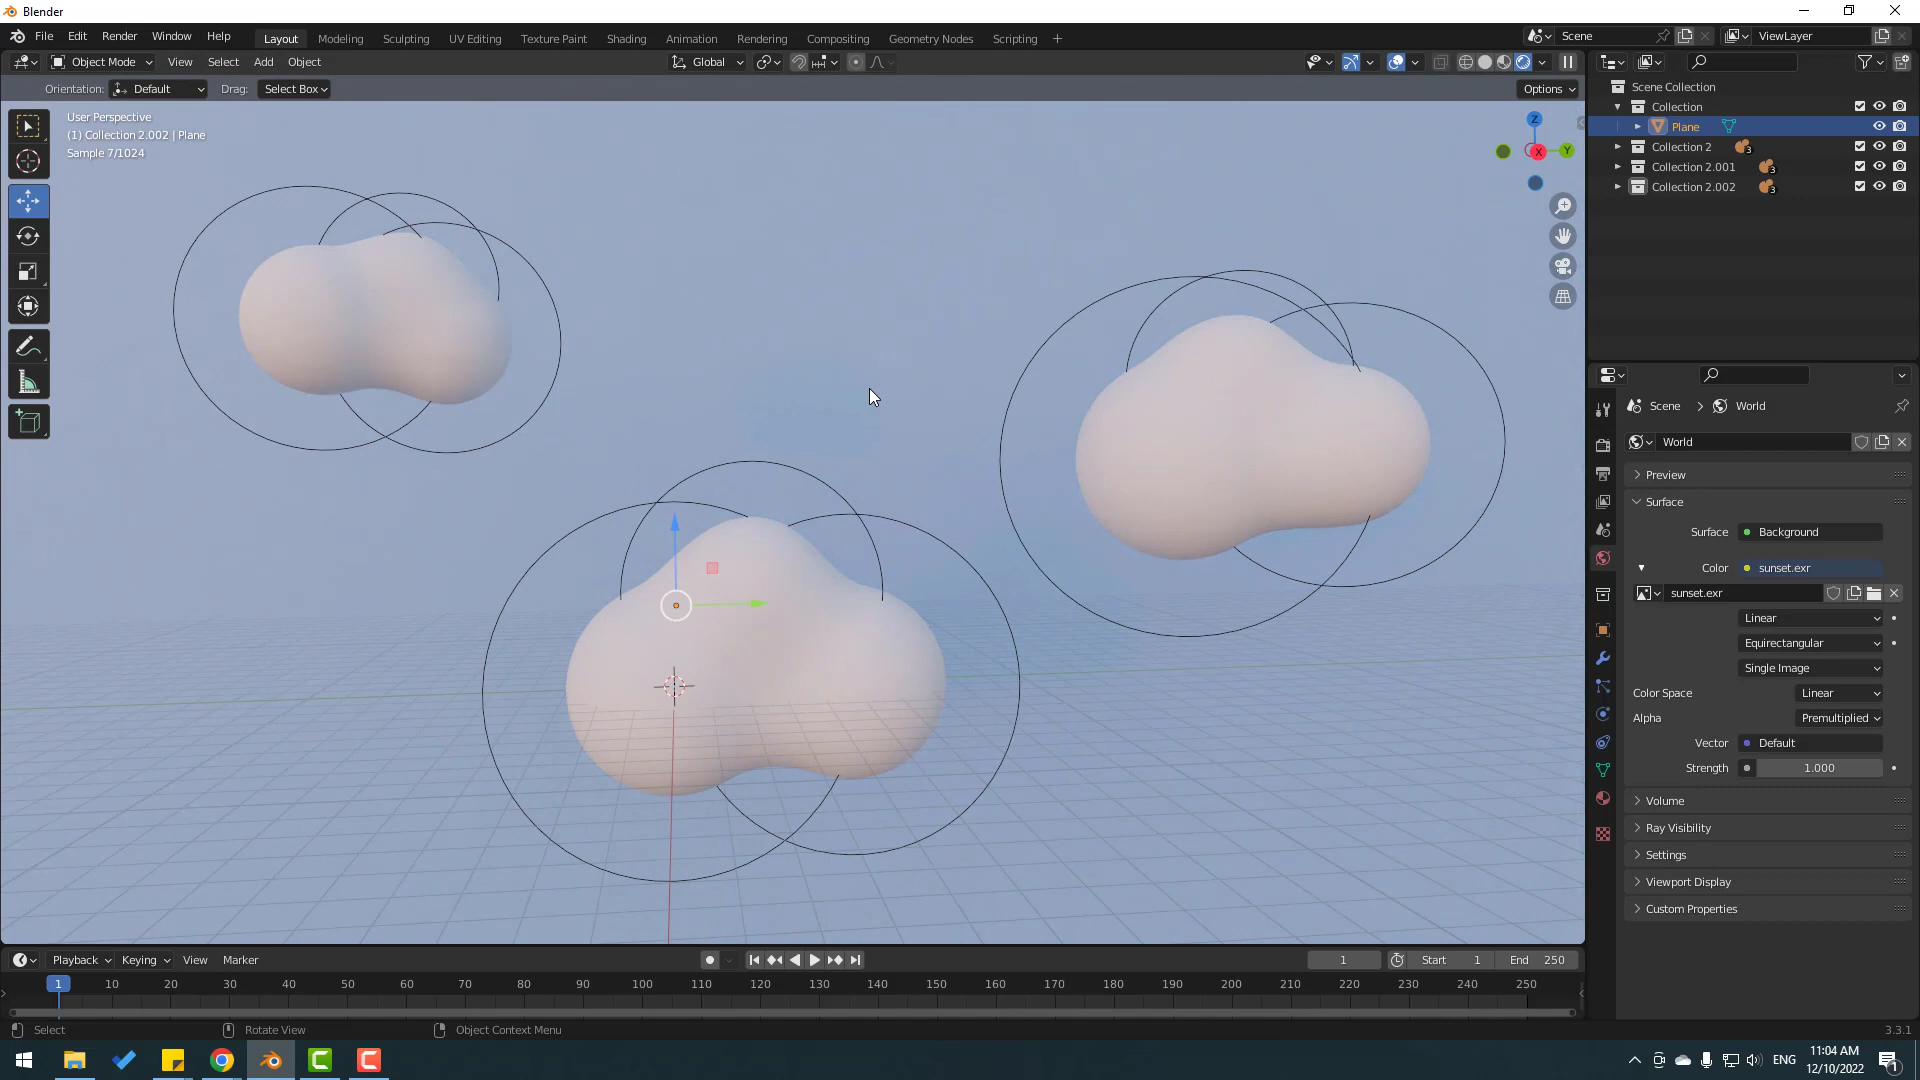 Blender
File Edit Render Window Help
Layout Modeling Sculpting UV Editing Texture Paint Shading Animation Rendering Compositing Geometry Nodes Scripting +
Scene
ViewLayer
Object Mode View Select Add Object
Global
Orientation: Default Drag: Select Box
Options
User Perspective
(1) Collection 2.002 | Plane
Sample 7/1024
Z
X
Y
Scene Collection
Collection
Plane
Collection 2 3
Collection 2.001 3
Collection 2.002 3
Scene > World
World
Preview
Surface
Surface Background
Color sunset.exr
sunset.exr
Linear
Equirectangular
Single Image
Color Space Linear
Alpha Premultiplied
Vector Default
Strength 1.000
Volume
Ray Visibility
Settings
Viewport Display
Custom Properties
Playback Keying View Marker
1 Start 1 End 250
1 10 20 30 40 50 60 70 80 90 100 110 120 130 140 150 160 170 180 190 200 210 220 230 240 250
Select Rotate View Object Context Menu
3.3.1
ENG
11:04 AM
12/10/2022
1